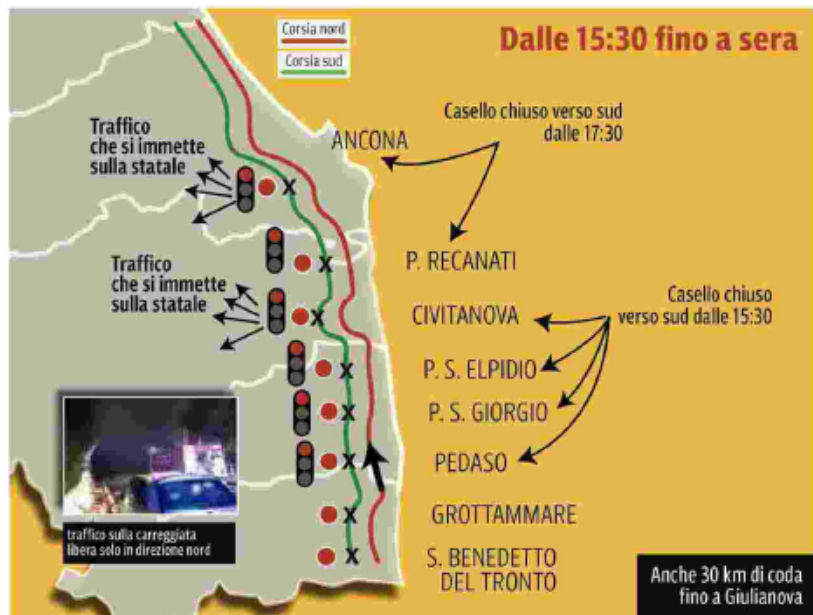 Corsia nord
Corsia sud
Dalle 15:30 fino a sera
Traffico
che si immette
sulla statale
ANCONA
Casello chiuso verso sud
dalle 17:30
X
X
P. RECANATI
Traffico
che si immette
sulla statale
X
CIVITANOVA
Casello chiuso
verso sud dalle 15:30
X
P. S. ELPIDIO
X
P. S. GIORGIO
X
PEDASO
X
GROTTAMMARE
X
S. BENEDETTO
DEL TRONTO
traffico sulla carreggiata
libera solo in direzione nord
Anche 30 km di coda
fino a Giulianova